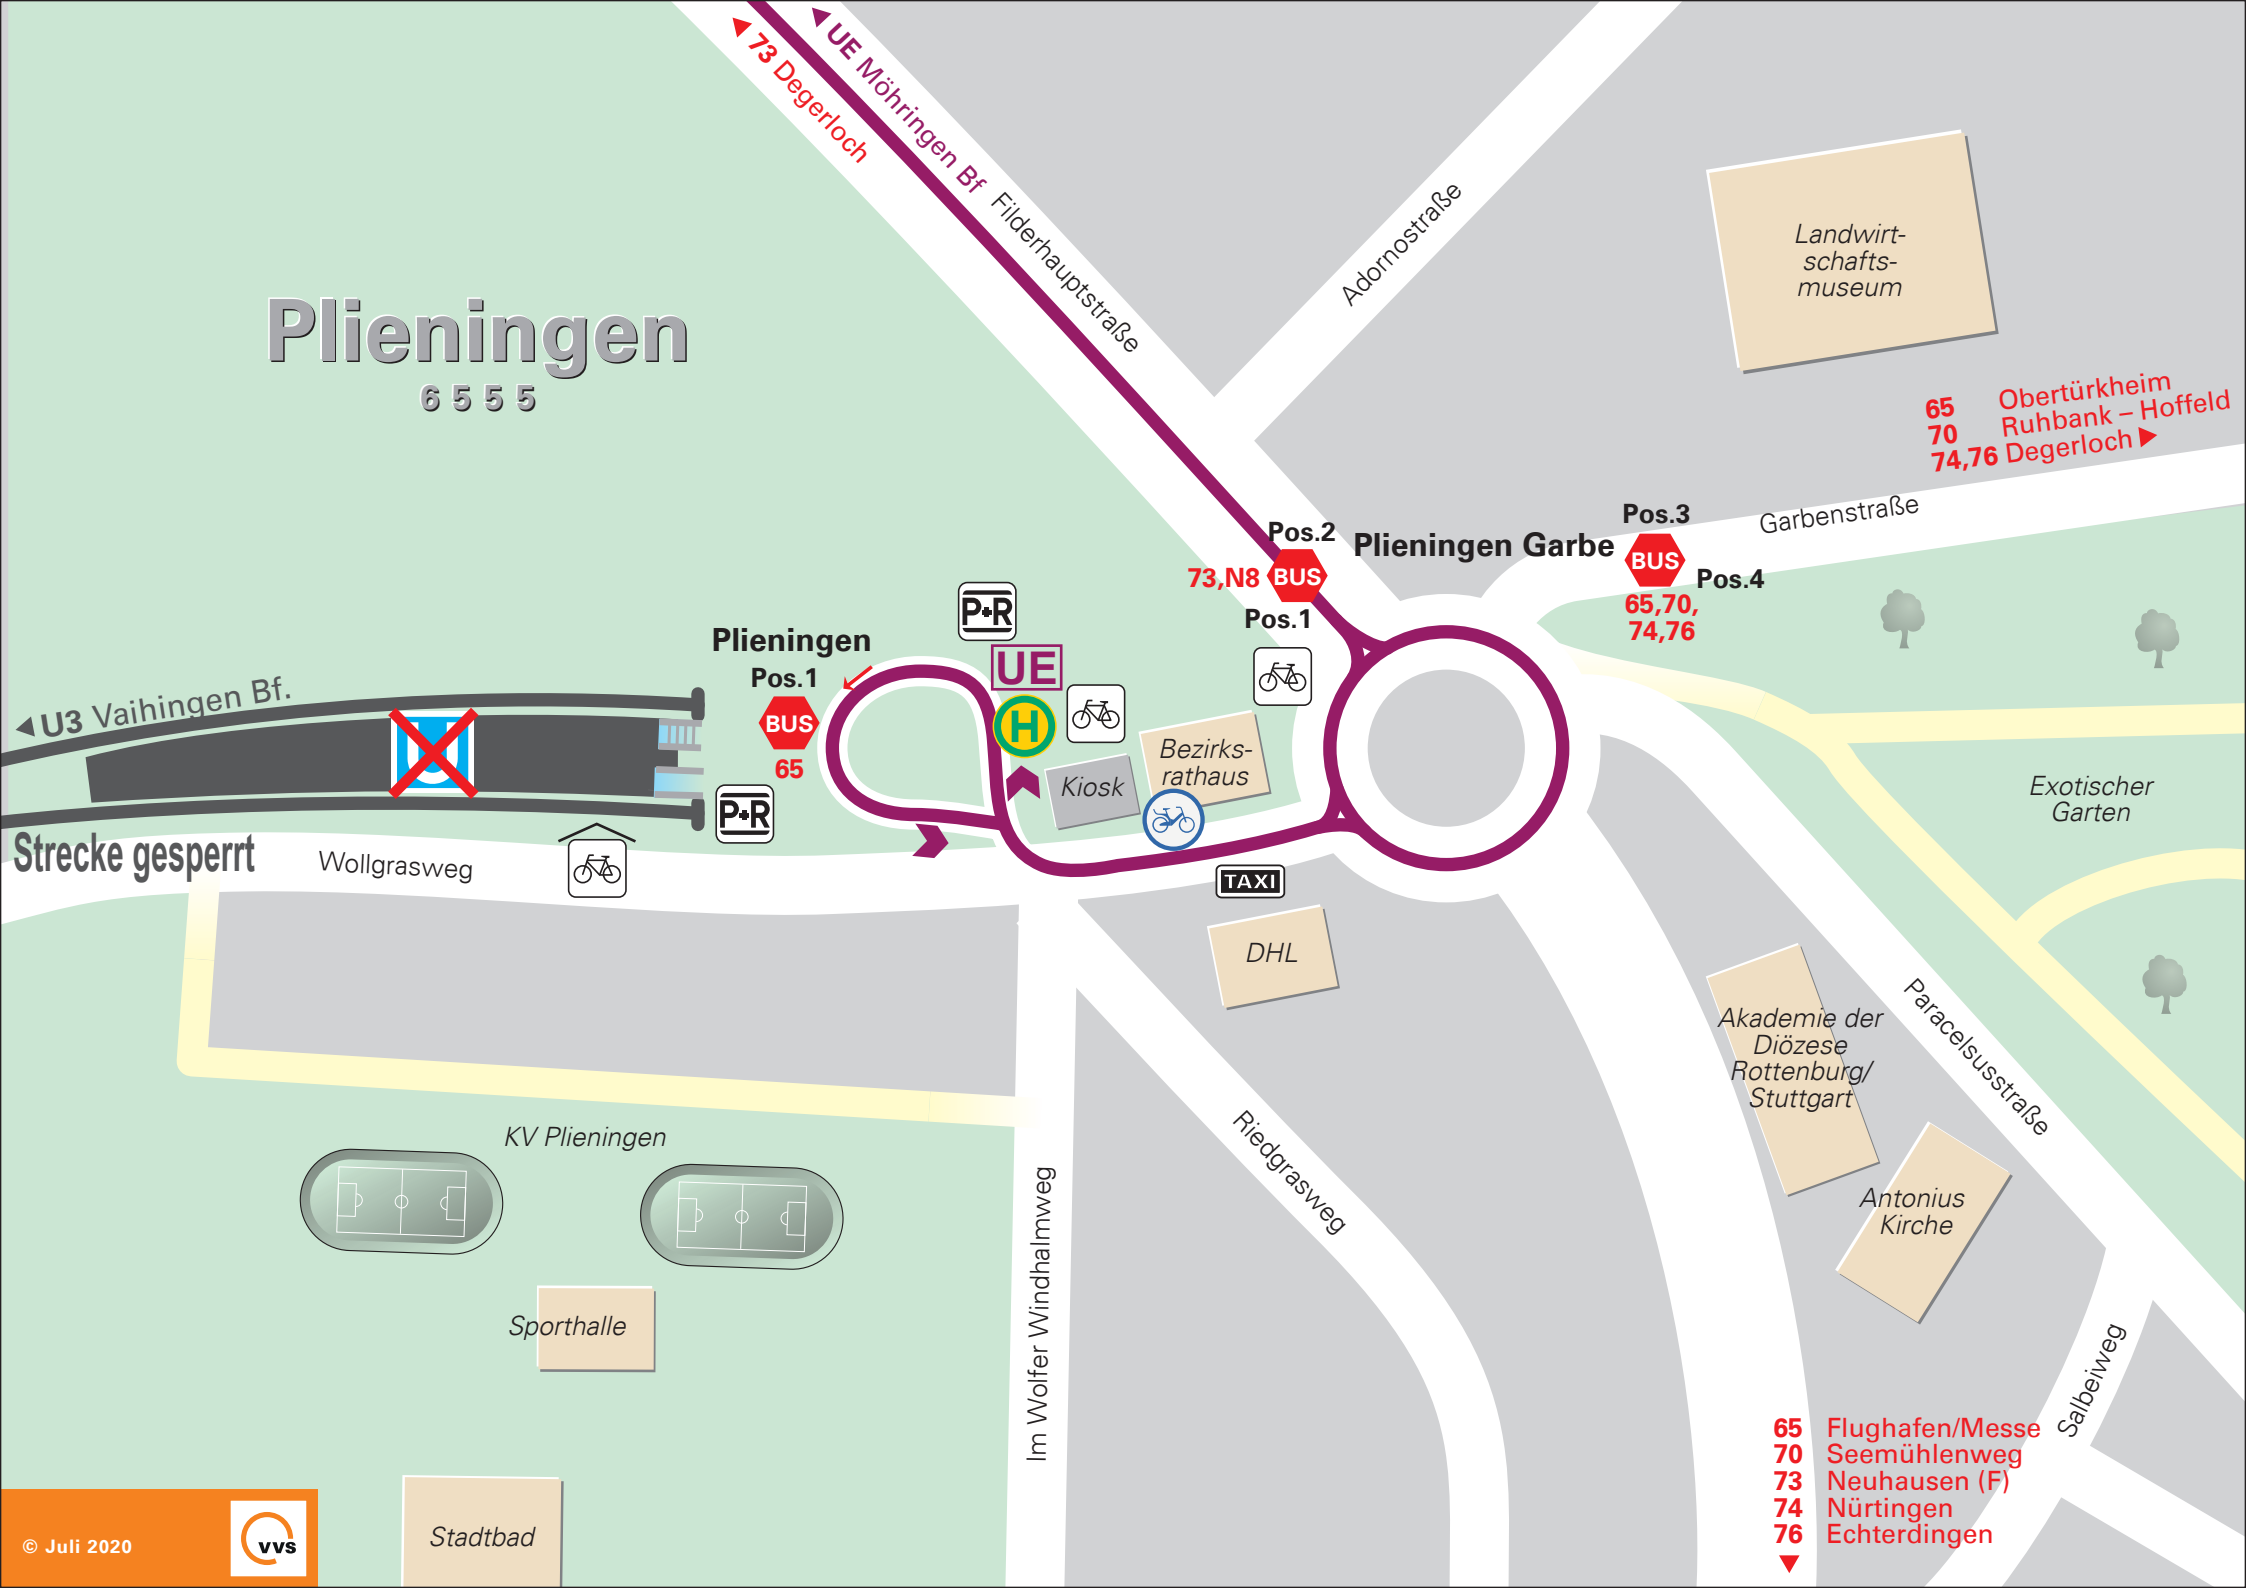 UE Möhringen Bf
73 Degerloch
Filderhauptstraße
Adornostraße
Landwirt-
schafts-
museum
Plieningen
6 5 5 5
65 Obertürkheim
70 Ruhbank – Hoffeld
74,76 Degerloch
Garbenstraße
Pos.3
BUS
Pos.4
65,70,
74,76
Pos.2
Plieningen Garbe
73,N8
BUS
Pos.1
P+R
UE
H
Plieningen
Pos.1
BUS
65
U3 Vaihingen Bf.
U
P+R
Strecke gesperrt
Wollgrasweg
Kiosk
Bezirks-
rathaus
TAXI
DHL
Exotischer
Garten
Akademie der
Diözese
Rottenburg/
Stuttgart
Paracelsusstraße
Antonius
Kirche
KV Plieningen
Riedgrasweg
Im Wolfer Windhalmweg
Sporthalle
Salbeiweg
65 Flughafen/Messe
70 Seemühlenweg
73 Neuhausen (F)
74 Nürtingen
76 Echterdingen
Stadtbad
© Juli 2020
vvs